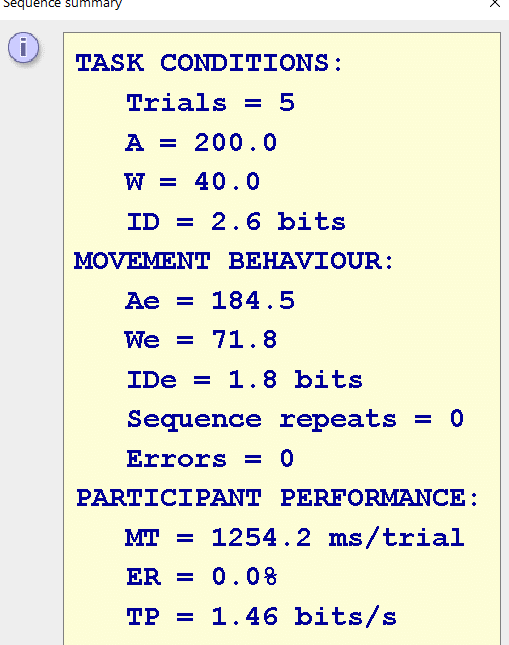 Sequence summary
TASK CONDITIONS:
Trials = 5
A = 200.0
W = 40.0
ID = 2.6 bits
MOVEMENT BEHAVIOUR:
Ae = 184.5
We = 71.8
IDe = 1.8 bits
Sequence repeats = 0
Errors = 0
PARTICIPANT PERFORMANCE:
MT = 1254.2 ms/trial
ER = 0.0%
TP = 1.46 bits/s